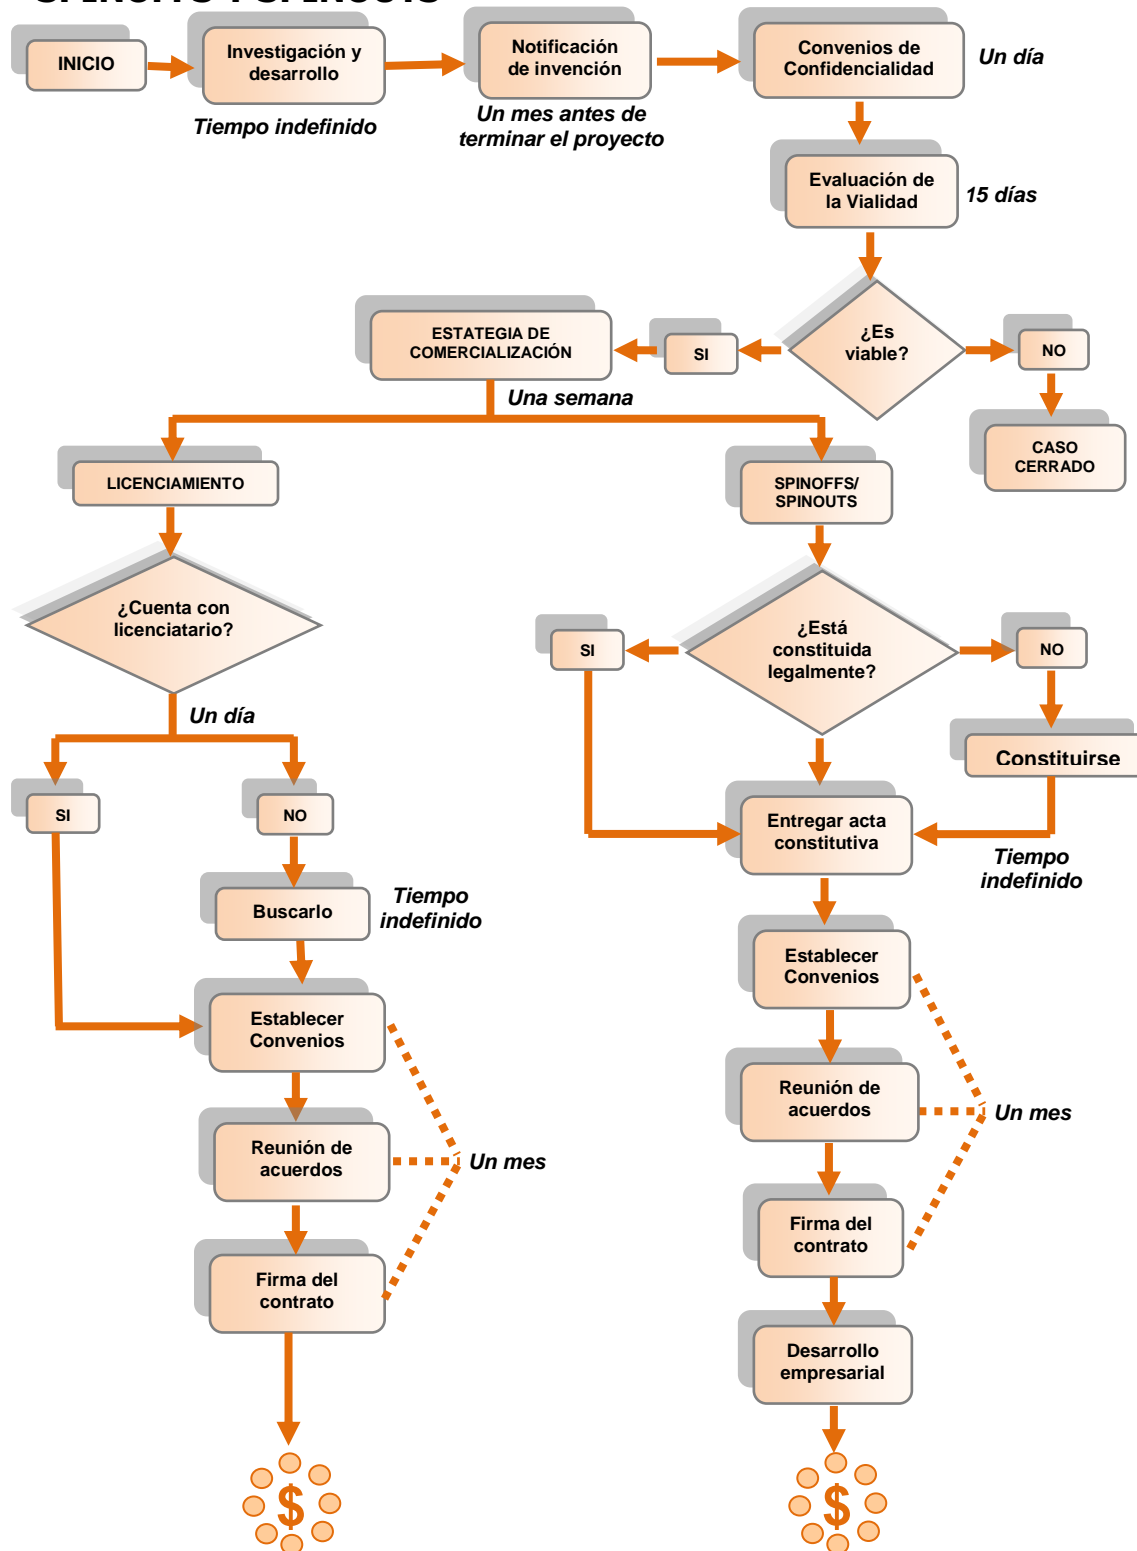 SPINOFFS Y SPINOUTS
INICIO
Investigación y
desarrollo
Tiempo indefinido
Notificación
de invención
Un mes antes de
terminar el proyecto
Convenios de
Confidencialidad
Un día
Evaluación de
la Vialidad
15 días
¿Es
viable?
SI
NO
ESTATEGIA DE
COMERCIALIZACIÓN
Una semana
CASO
CERRADO
LICENCIAMIENTO
SPINOFFS/
SPINOUTS
¿Cuenta con
licenciatario?
Un día
SI
NO
Buscarlo
Tiempo
indefinido
Establecer
Convenios
Reunión de
acuerdos
Un mes
Firma del
contrato
$
¿Está
constituida
legalmente?
SI
NO
Constituirse
Tiempo
indefinido
Entregar acta
constitutiva
Establecer
Convenios
Reunión de
acuerdos
Un mes
Firma del
contrato
Desarrollo
empresarial
$